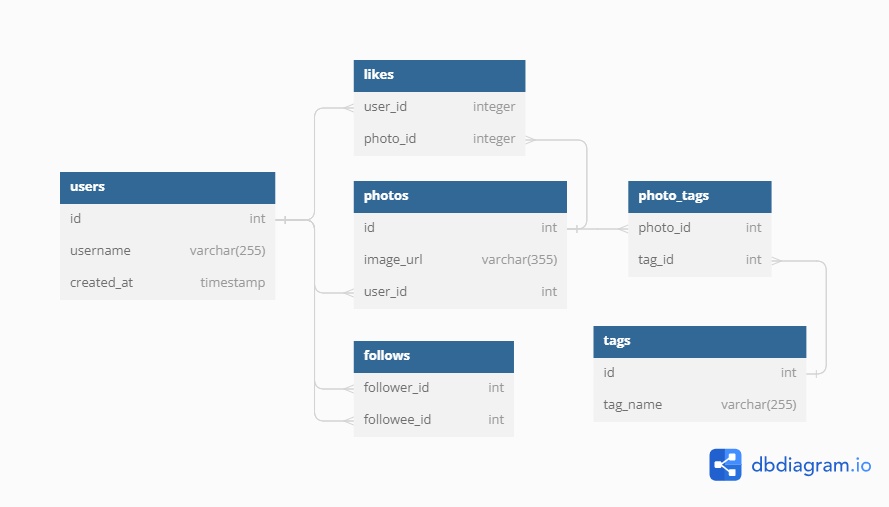 likes
user_id integer
photo_id integer
users
id int
username varchar(255)
created_at timestamp
photos
id int
image_url varchar(355)
user_id int
photo_tags
photo_id int
tag_id int
follows
follower_id int
followee_id int
tags
id int
tag_name varchar(255)
dbdiagram.io